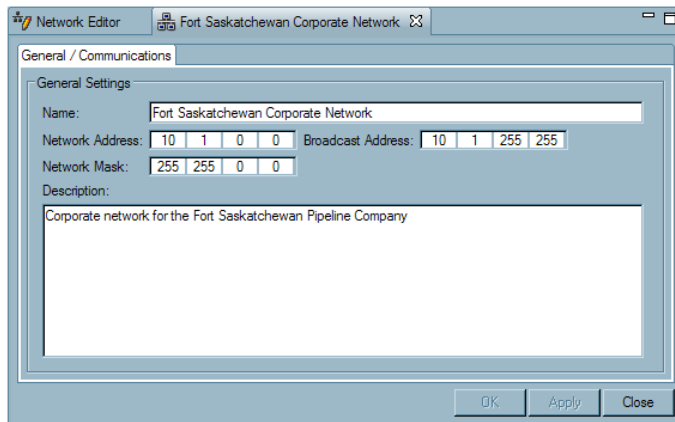 Network Editor Fort Saskatchewan Corporate Network
General / Communications
General Settings
Name: Fort Saskatchewan Corporate Network
Network Address: 10 1 0 0 Broadcast Address: 10 1 255 255
Network Mask: 255 255 0 0
Description:
Corporate network for the Fort Saskatchewan Pipeline Company
OK Apply Close